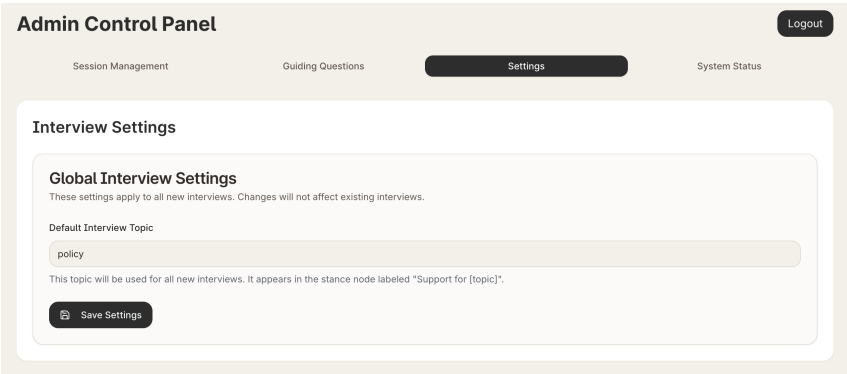 Admin Control Panel
Logout
Session Management
Guiding Questions
Settings
System Status
Interview Settings
Global Interview Settings
These settings apply to all new interviews. Changes will not affect existing interviews.
Default Interview Topic
policy
This topic will be used for all new interviews. It appears in the stance node labeled "Support for [topic]".
Save Settings